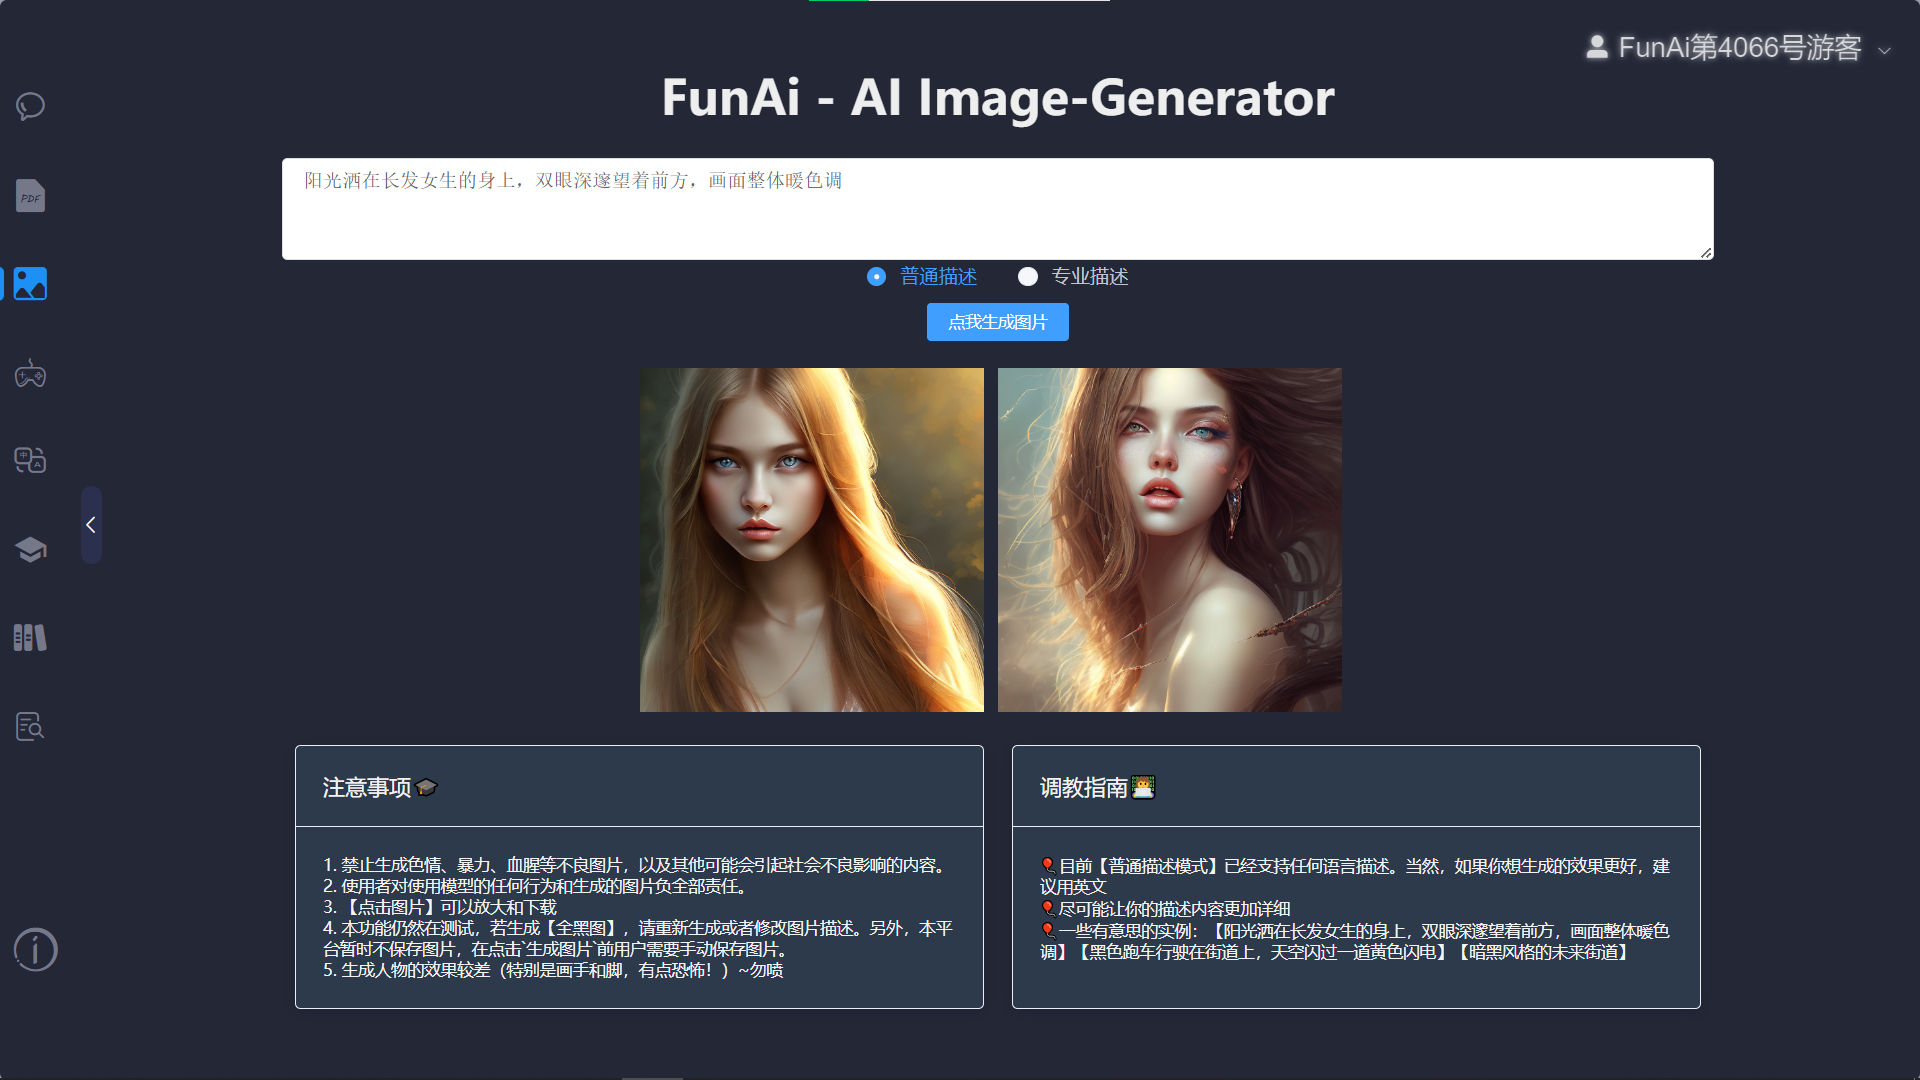 FunAi第4066号游客
FunAi - AI Image-Generator
阳光洒在长发女生的身上，双眼深邃望着前方，画面整体暖色调
普通描述 专业描述
点我生成图片
PDF
中
A
注意事项🎓
1. 禁止生成色情、暴力、血腥等不良图片，以及其他可能会引起社会不良影响的内容。
2. 使用者对使用模型的任何行为和生成的图片负全部责任。
3. 【点击图片】可以放大和下载
4. 本功能仍然在测试，若生成【全黑图】，请重新生成或者修改图片描述。另外，本平
台暂时不保存图片，在点击`生成图片`前用户需要手动保存图片。
5. 生成人物的效果较差（特别是画手和脚，有点恐怖！）~勿喷
调教指南👨‍💻
🎈目前【普通描述模式】已经支持任何语言描述。当然，如果你想生成的效果更好，建
议用英文
🎈尽可能让你的描述内容更加详细
🎈一些有意思的实例：【阳光洒在长发女生的身上，双眼深邃望着前方，画面整体暖色
调】【黑色跑车行驶在街道上，天空闪过一道黄色闪电】【暗黑风格的未来街道】